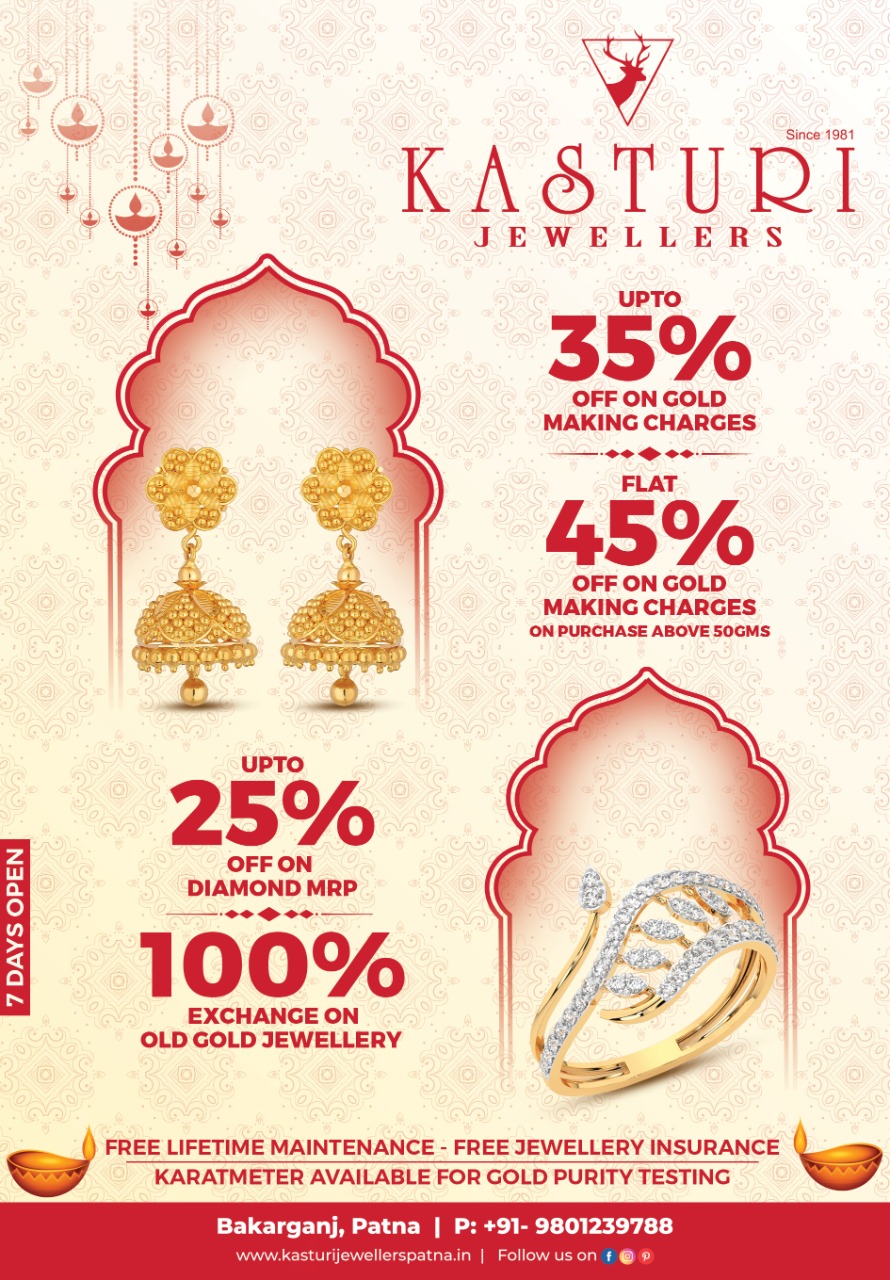 Since 1981
KASTURI
JEWELLERS
UPTO
35%
OFF ON GOLD
MAKING CHARGES
FLAT
45%
OFF ON GOLD
MAKING CHARGES
ON PURCHASE ABOVE 50GMS
UPTO
25%
OFF ON
DIAMOND MRP
100%
EXCHANGE ON
OLD GOLD JEWELLERY
7 DAYS OPEN
FREE LIFETIME MAINTENANCE - FREE JEWELLERY INSURANCE
KARATMETER AVAILABLE FOR GOLD PURITY TESTING
Bakarganj, Patna | P: +91- 9801239788
www.kasturijewellerspatna.in | Follow us on